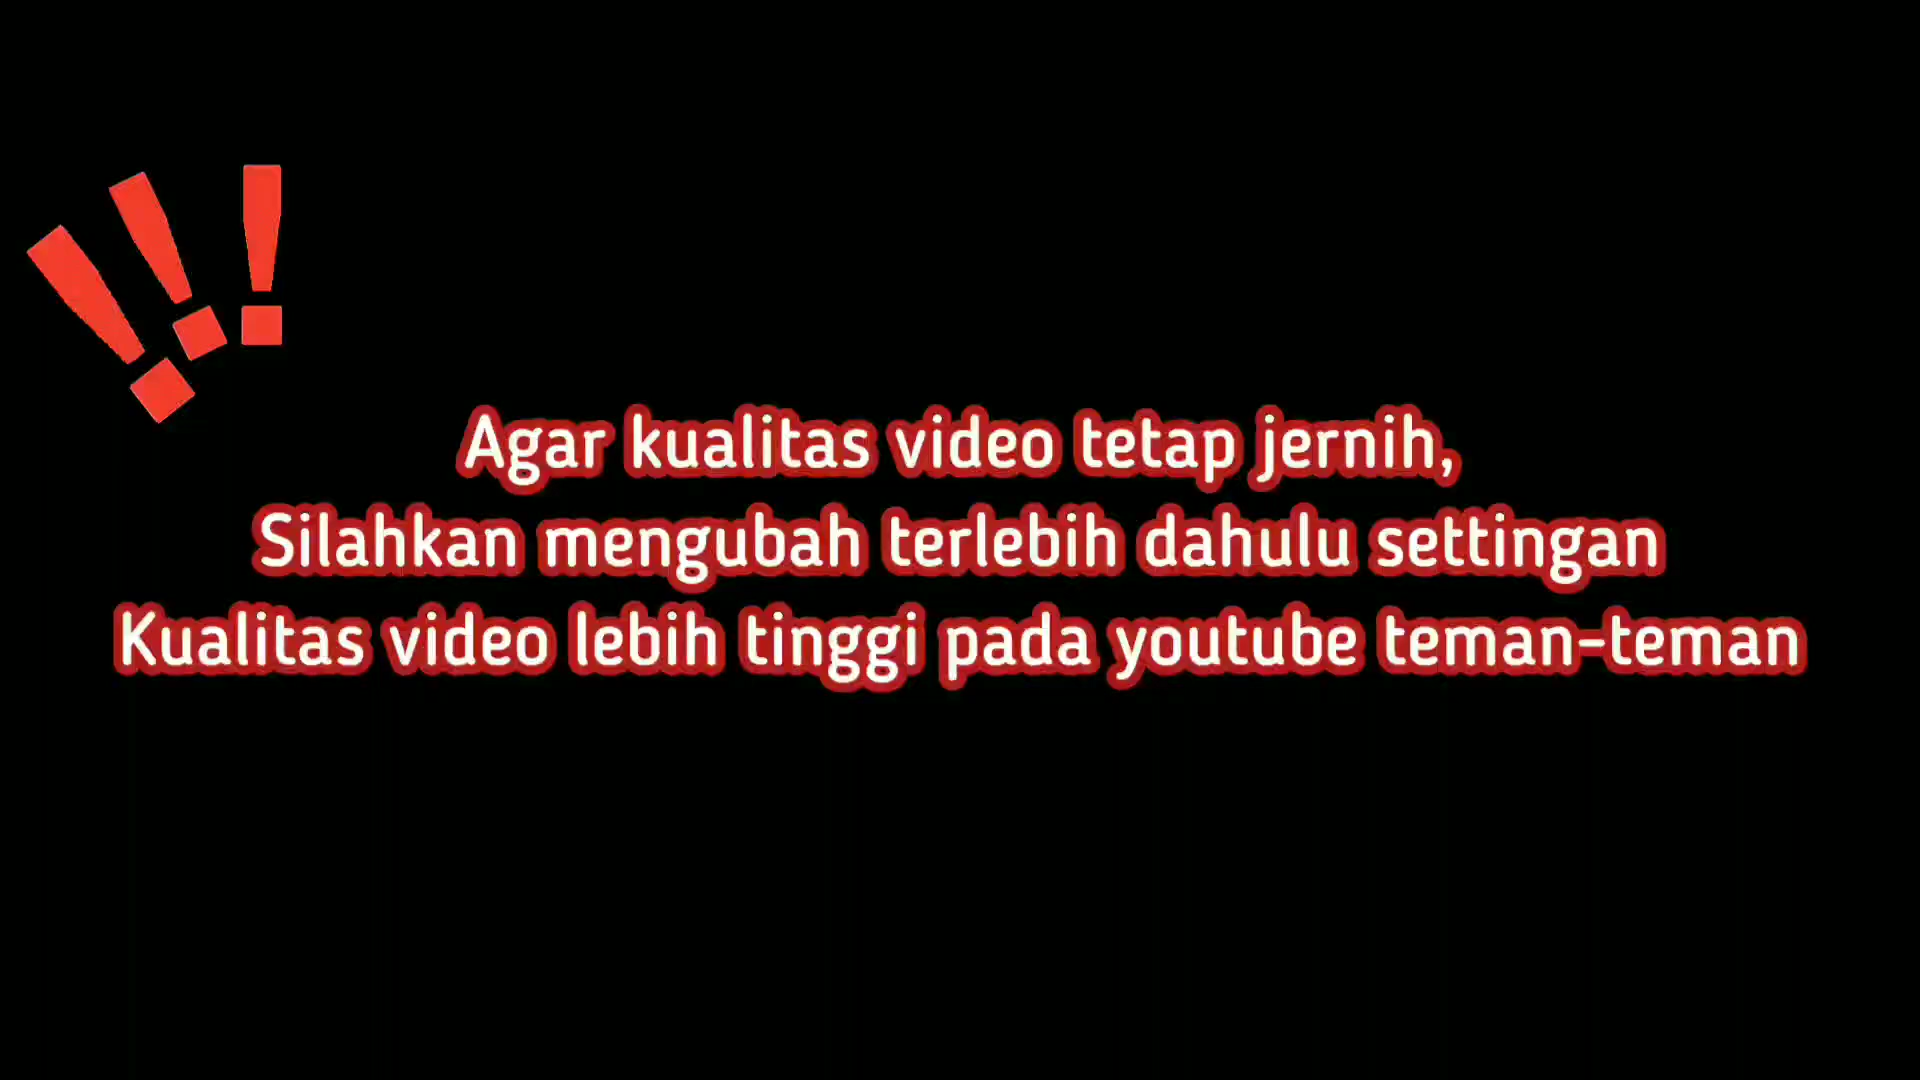 !!!
Agar kualitas video tetap jernih,
Silahkan mengubah terlebih dahulu settingan
Kualitas video lebih tinggi pada youtube teman-teman